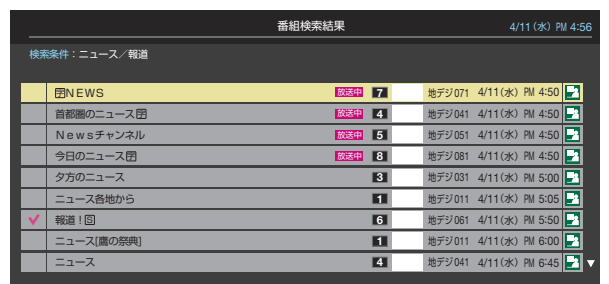 番組検索結果 4/11(水) PM 4:56
検索条件:ニュース/報道
字NEWS 放送中 7 地デジ071 4/11(水) PM 4:50
首都圏のニュース字 放送中 4 地デジ041 4/11(水) PM 4:50
Newsチャンネル 放送中 5 地デジ051 4/11(水) PM 4:50
今日のニュース字 放送中 8 地デジ081 4/11(水) PM 4:50
夕方のニュース 3 地デジ031 4/11(水) PM 5:00
ニュース各地から 1 地デジ011 4/11(水) PM 5:05
報道!S 6 地デジ061 4/11(水) PM 5:50
ニュース[鷹の祭典] 1 地デジ011 4/11(水) PM 6:00
ニュース 4 地デジ041 4/11(水) PM 6:45